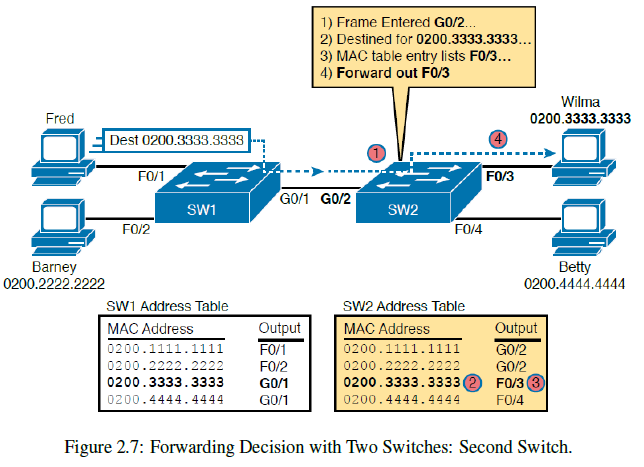 1) Frame Entered G0/2...
2) Destined for 0200.3333.3333...
3) MAC table entry lists F0/3...
4) Forward out F0/3
Wilma
0200.3333.3333
Fred
Dest 0200.3333.3333
1
4
F0/1
F0/3
G0/1
G0/2
SW1
SW2
F0/2
F0/4
Barney
0200.2222.2222
Betty
0200.4444.4444
SW1 Address Table
MAC Address Output
0200.1111.1111 F0/1
0200.2222.2222 F0/2
0200.3333.3333 G0/1
0200.4444.4444 G0/1
SW2 Address Table
MAC Address Output
0200.1111.1111 G0/2
0200.2222.2222 G0/2
0200.3333.3333 2 F0/3 3
0200.4444.4444 F0/4
Figure 2.7: Forwarding Decision with Two Switches: Second Switch.